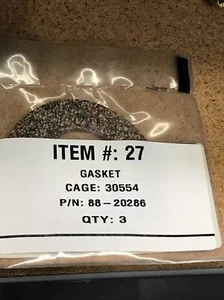 ITEM #: 27
GASKET
CAGE: 30554
P/N: 88-20286
QTY: 3